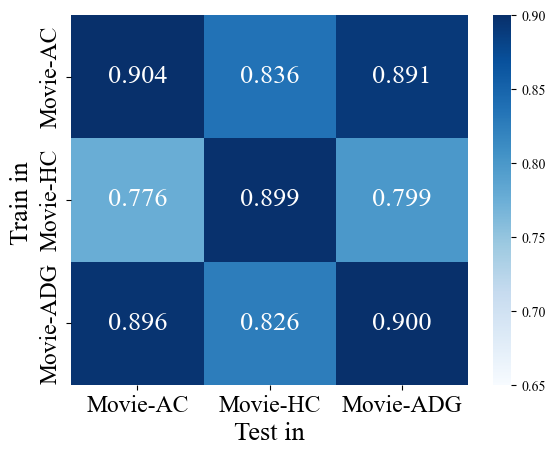 Train in
Movie-AC
Movie-HC
Movie-ADG
0.904 0.836 0.891
0.776 0.899 0.799
0.896 0.826 0.900
Movie-AC Movie-HC Movie-ADG
Test in
0.90
0.85
0.80
0.75
0.70
0.65